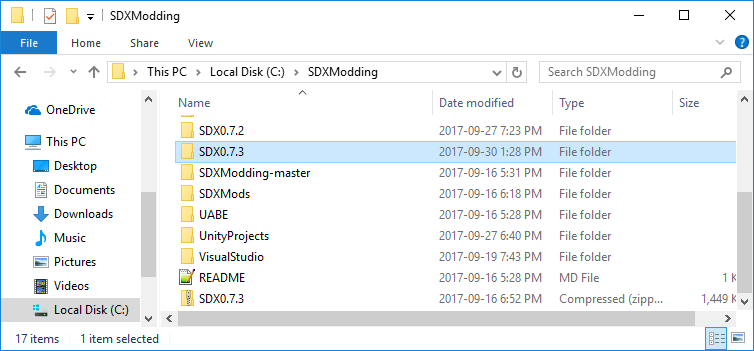 SDXModding
File Home Share View
This PC > Local Disk (C:) > SDXModding Search SDXModding
Name Date modified Type Size
OneDrive
This PC
Desktop
Documents
Downloads
Music
Pictures
Videos
Local Disk (C:)
SDX0.7.2 2017-09-27 7:23 PM File folder
SDX0.7.3 2017-09-30 1:28 PM File folder
SDXModding-master 2017-09-16 5:31 PM File folder
SDXMods 2017-09-16 6:18 PM File folder
UABE 2017-09-16 5:28 PM File folder
UnityProjects 2017-09-27 6:40 PM File folder
VisualStudio 2017-09-19 7:43 PM File folder
README 2017-09-16 5:28 PM MD File 1 K
SDX0.7.3 2017-09-16 6:52 PM Compressed (zipp... 1,449 K
17 items 1 item selected